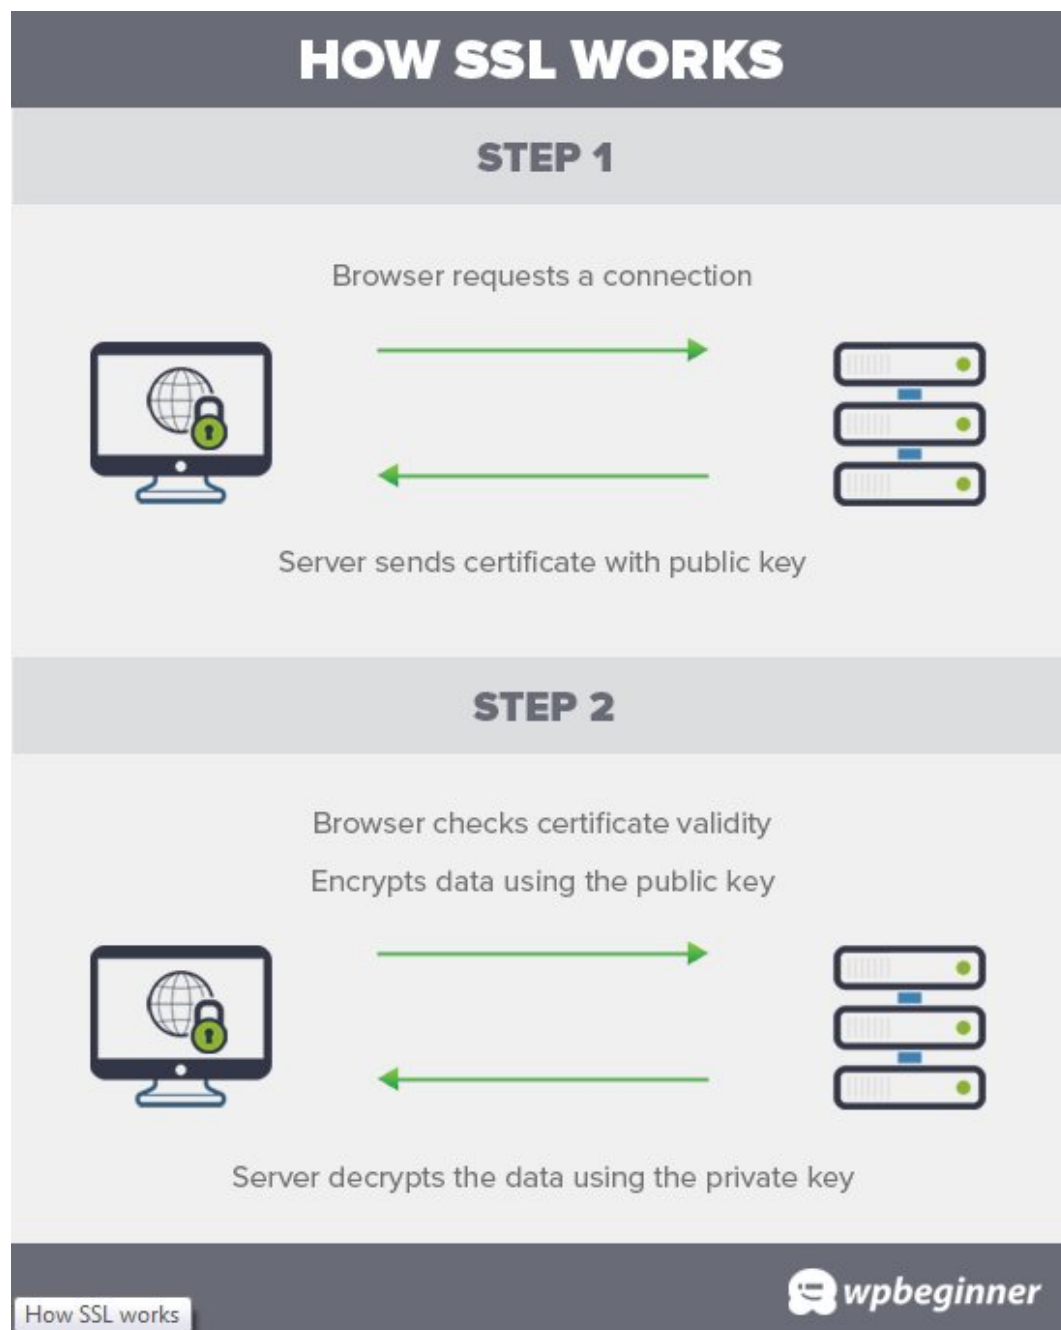 HOW SSL WORKS
STEP 1
Browser requests a connection
Server sends certificate with public key
STEP 2
Browser checks certificate validity
Encrypts data using the public key
Server decrypts the data using the private key
wpbeginner
How SSL works